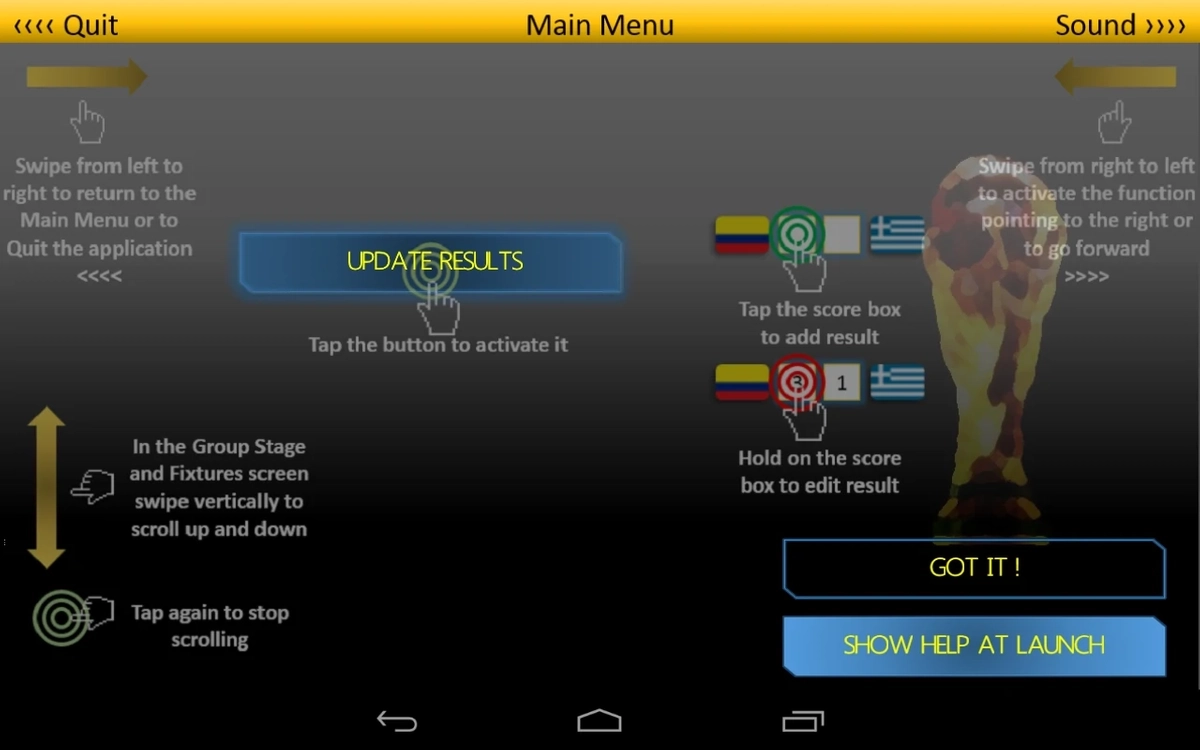 ‹‹‹‹ Quit
Main Menu
Sound ››››
Swipe from left to
right to return to the
Main Menu or to
Quit the application
<<<<
Swipe from right to left
to activate the function
pointing to the right or
to go forward
>>>>
UPDATE RESULTS
Tap the button to activate it
Tap the score box
to add result
3 1
Hold on the score
box to edit result
In the Group Stage
and Fixtures screen
swipe vertically to
scroll up and down
Tap again to stop
scrolling
GOT IT !
SHOW HELP AT LAUNCH